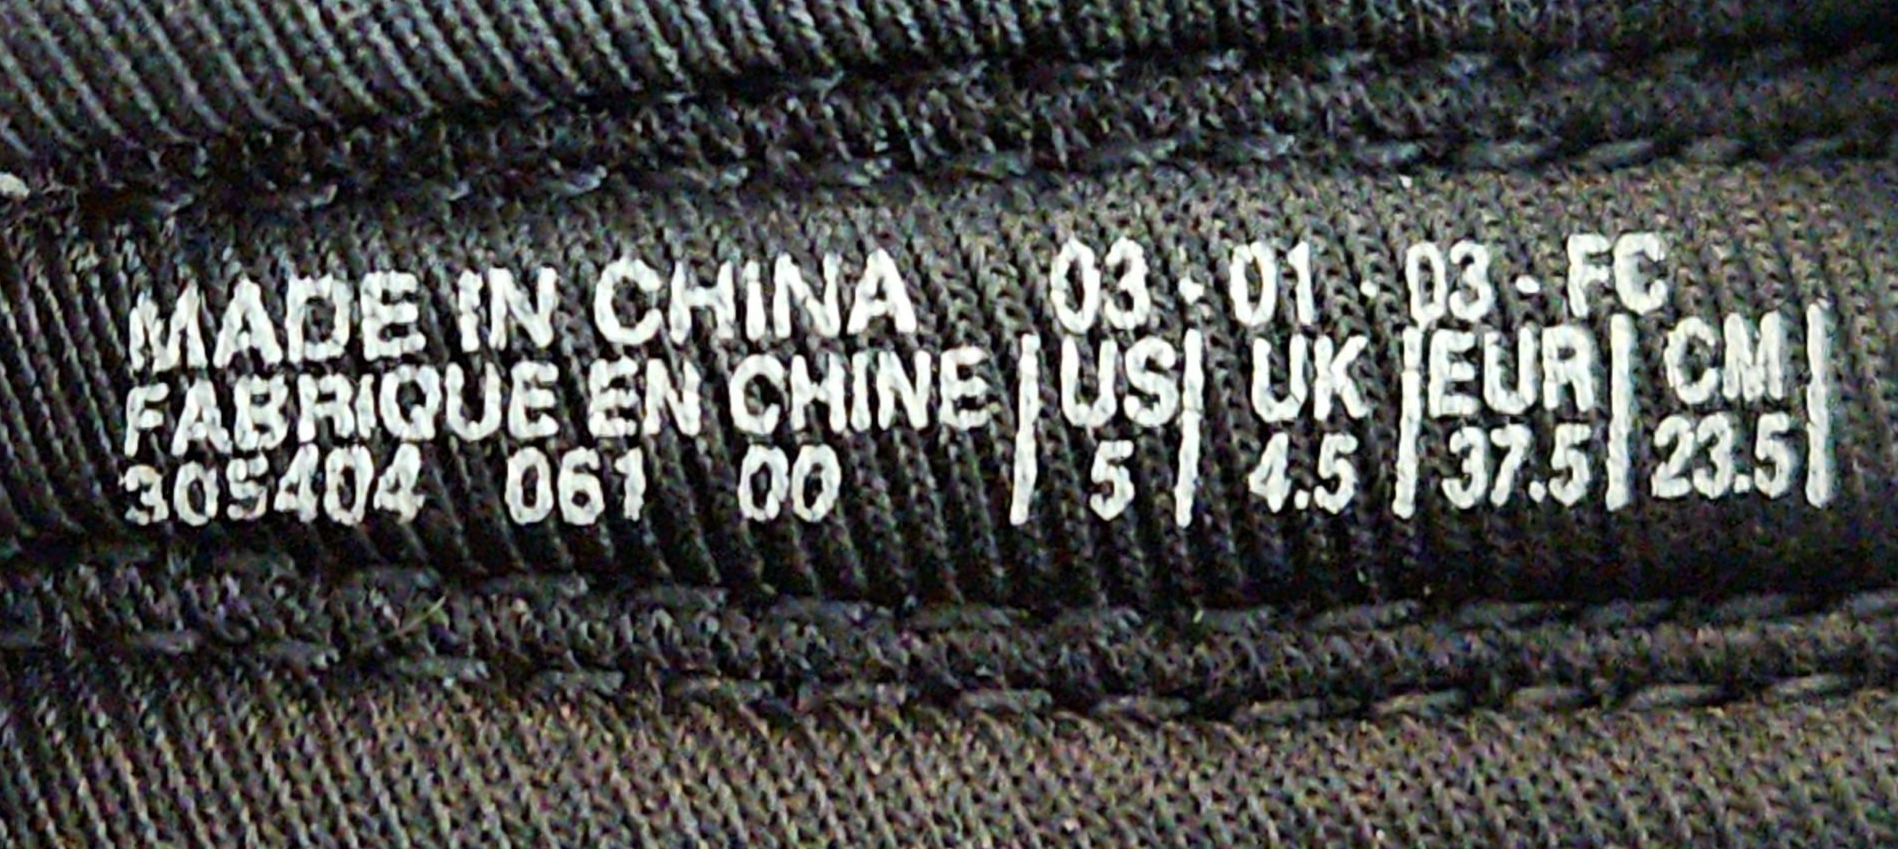 MADE IN CHINA 03 · 01 · 03 - FC
FABRIQUE EN CHINE | US | UK | EUR | CM |
305404 061 00 | 5 | 4.5 | 37.5 | 23.5 |